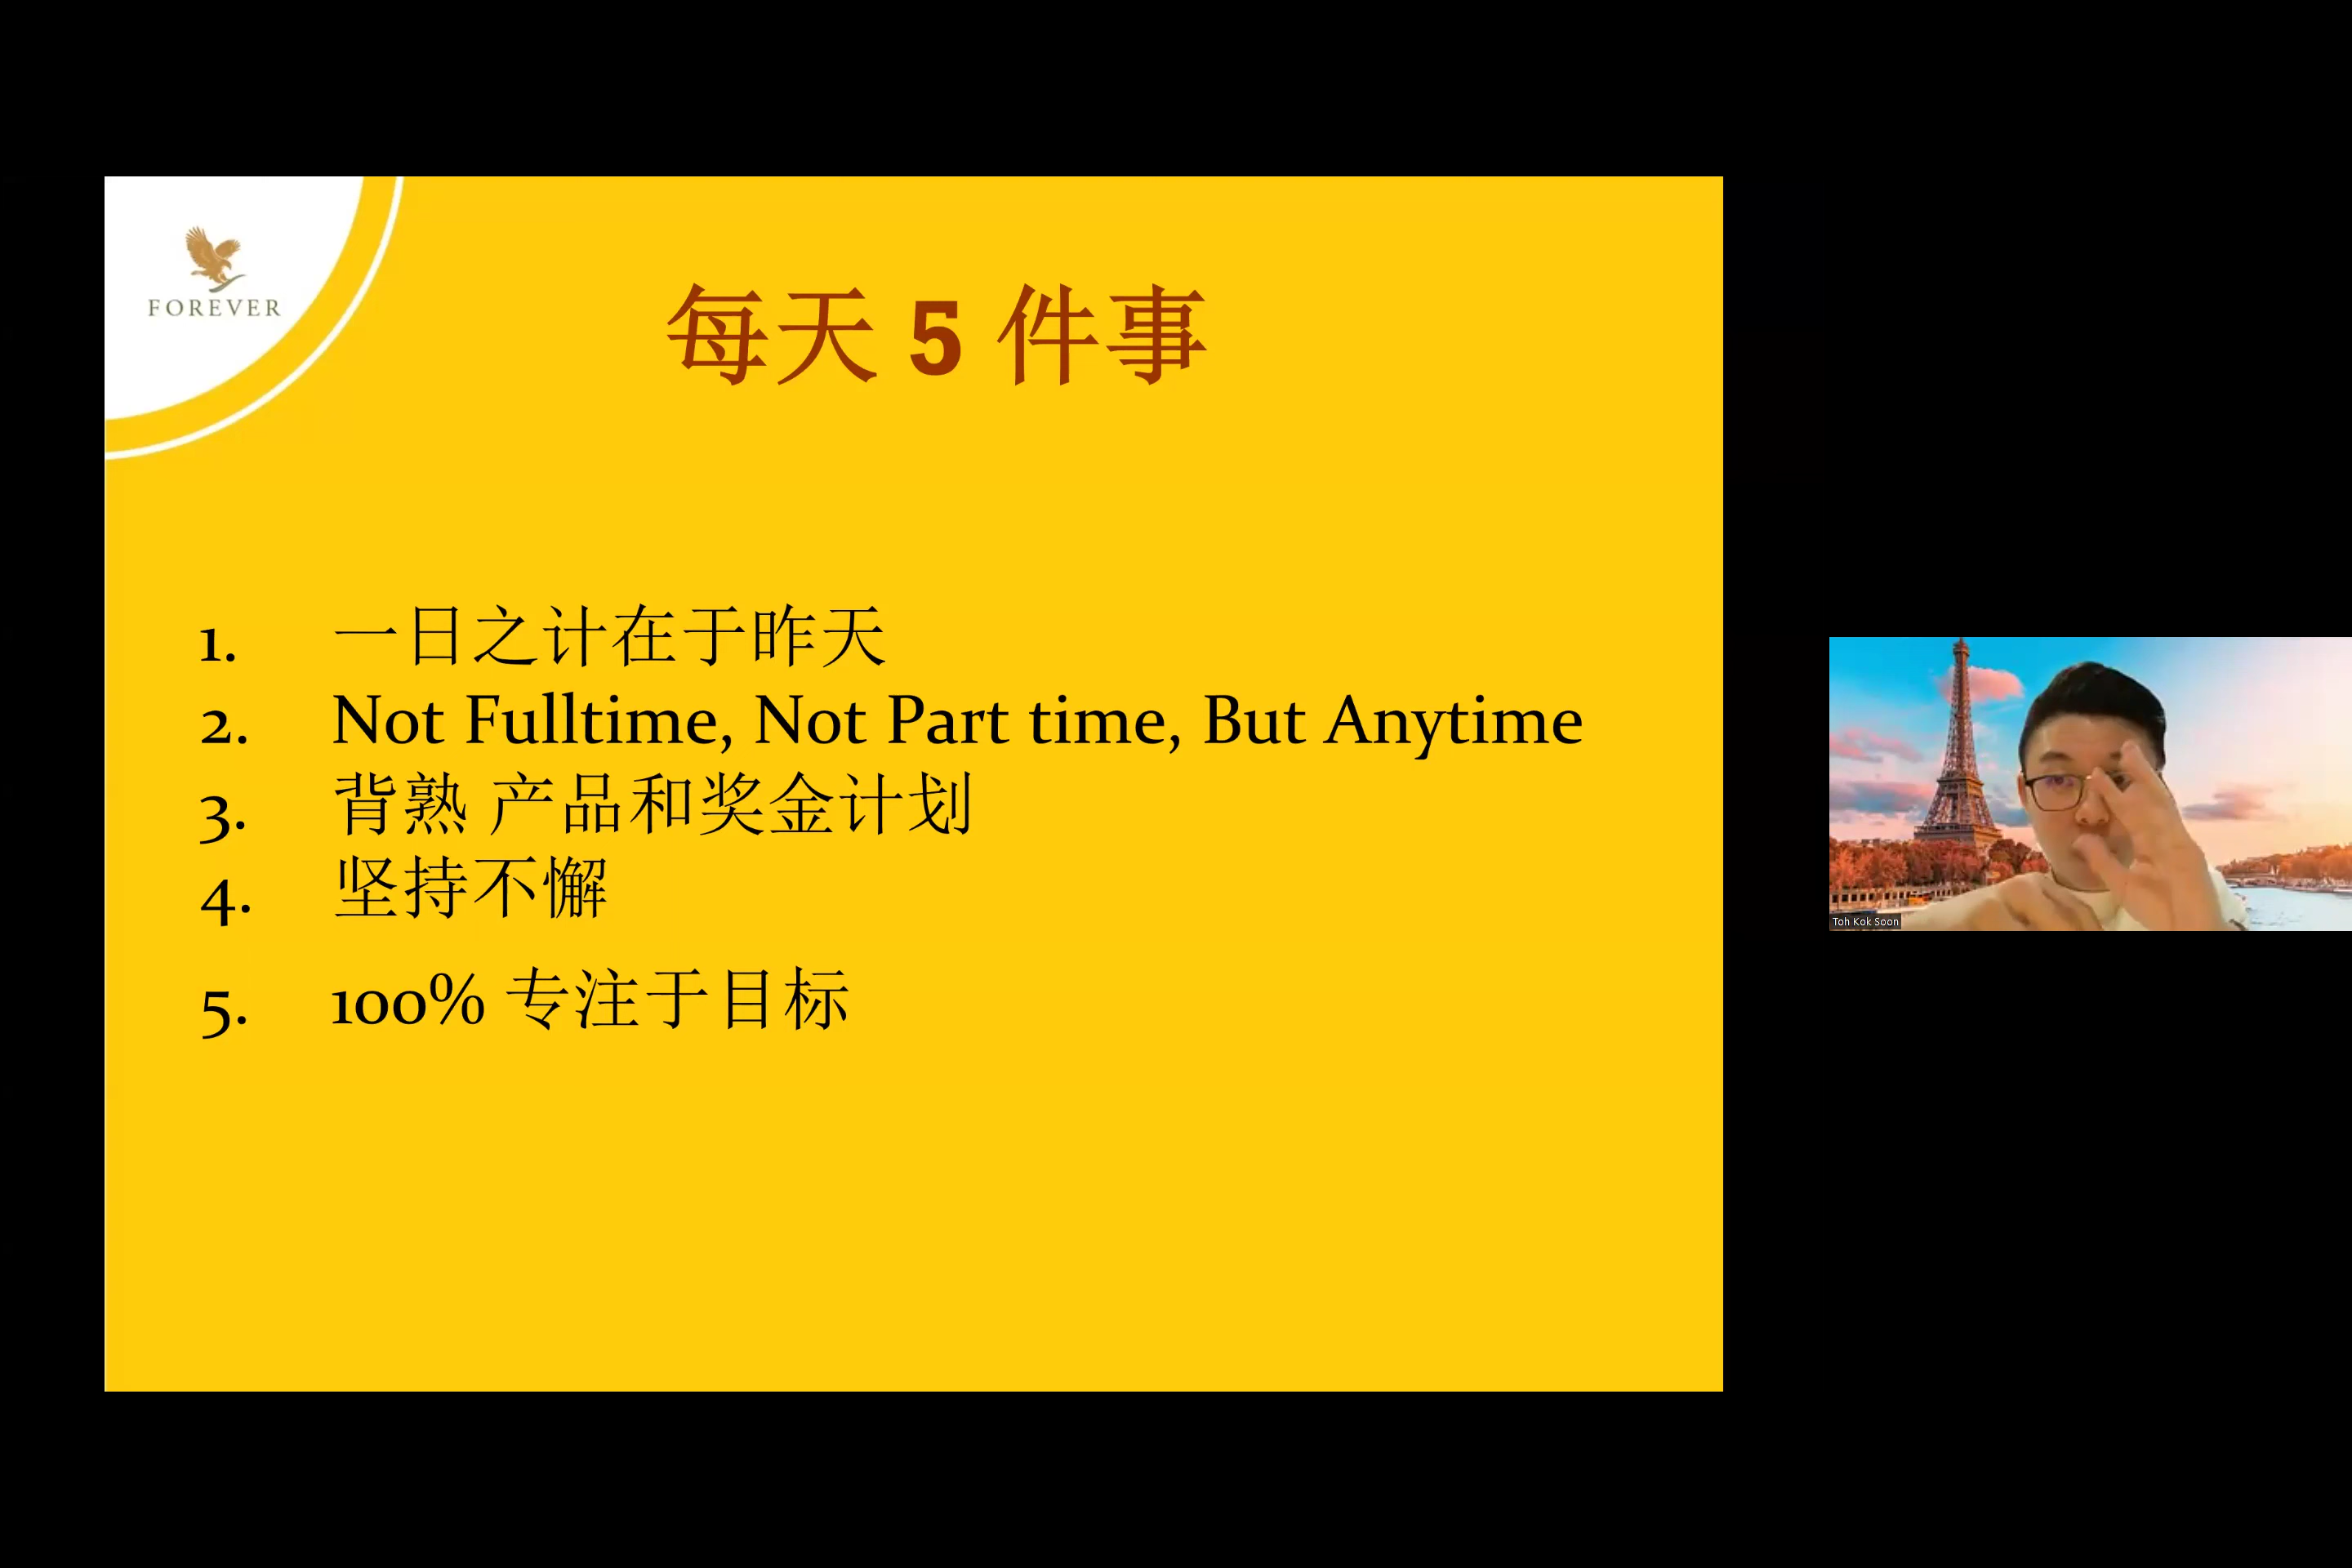 FOREVER
每天 5 件事
1. 一日之计在于昨天
2. Not Fulltime, Not Part time, But Anytime
3. 背熟 产品和奖金计划
4. 坚持不懈
5. 100% 专注于目标
Toh Kok Soon